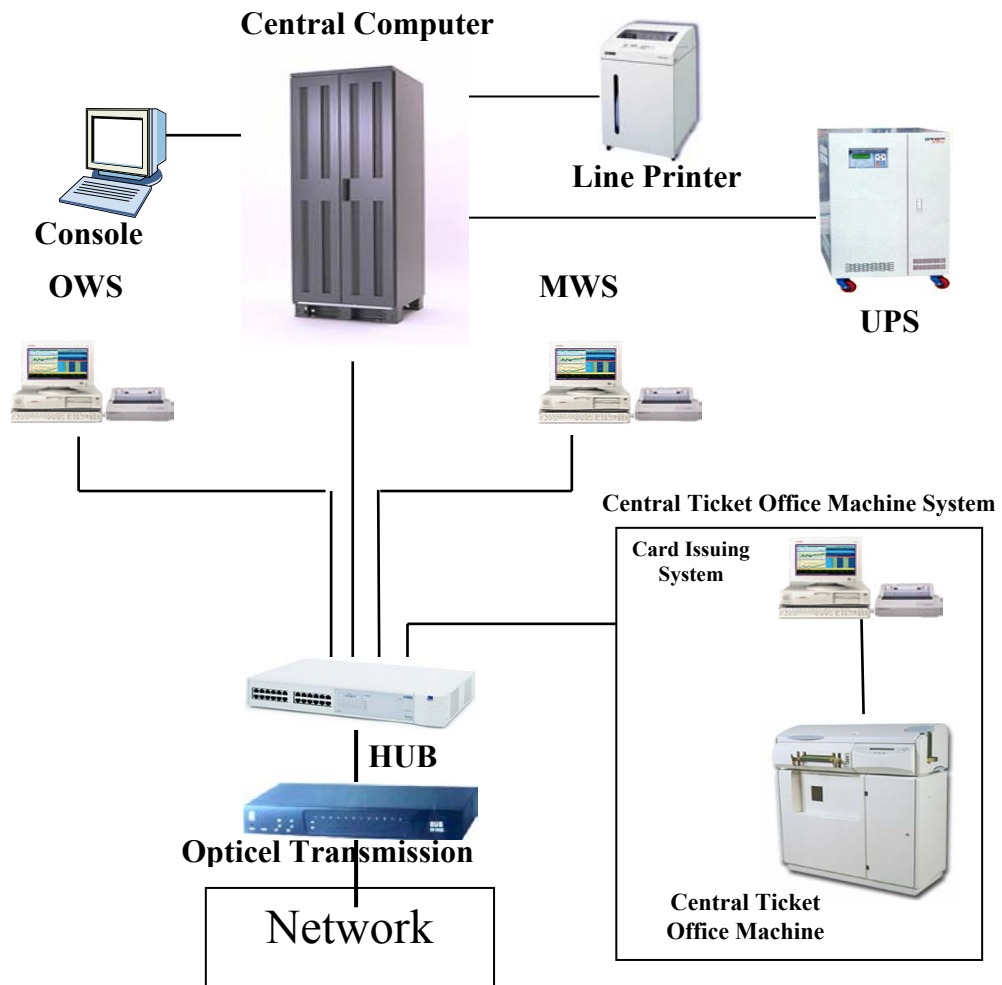 Central Computer
Line Printer
Console
UPS
OWS
MWS
Central Ticket Office Machine System
Card Issuing
System
HUB
HUB
Opticel Transmission
Central Ticket
Office Machine
Network